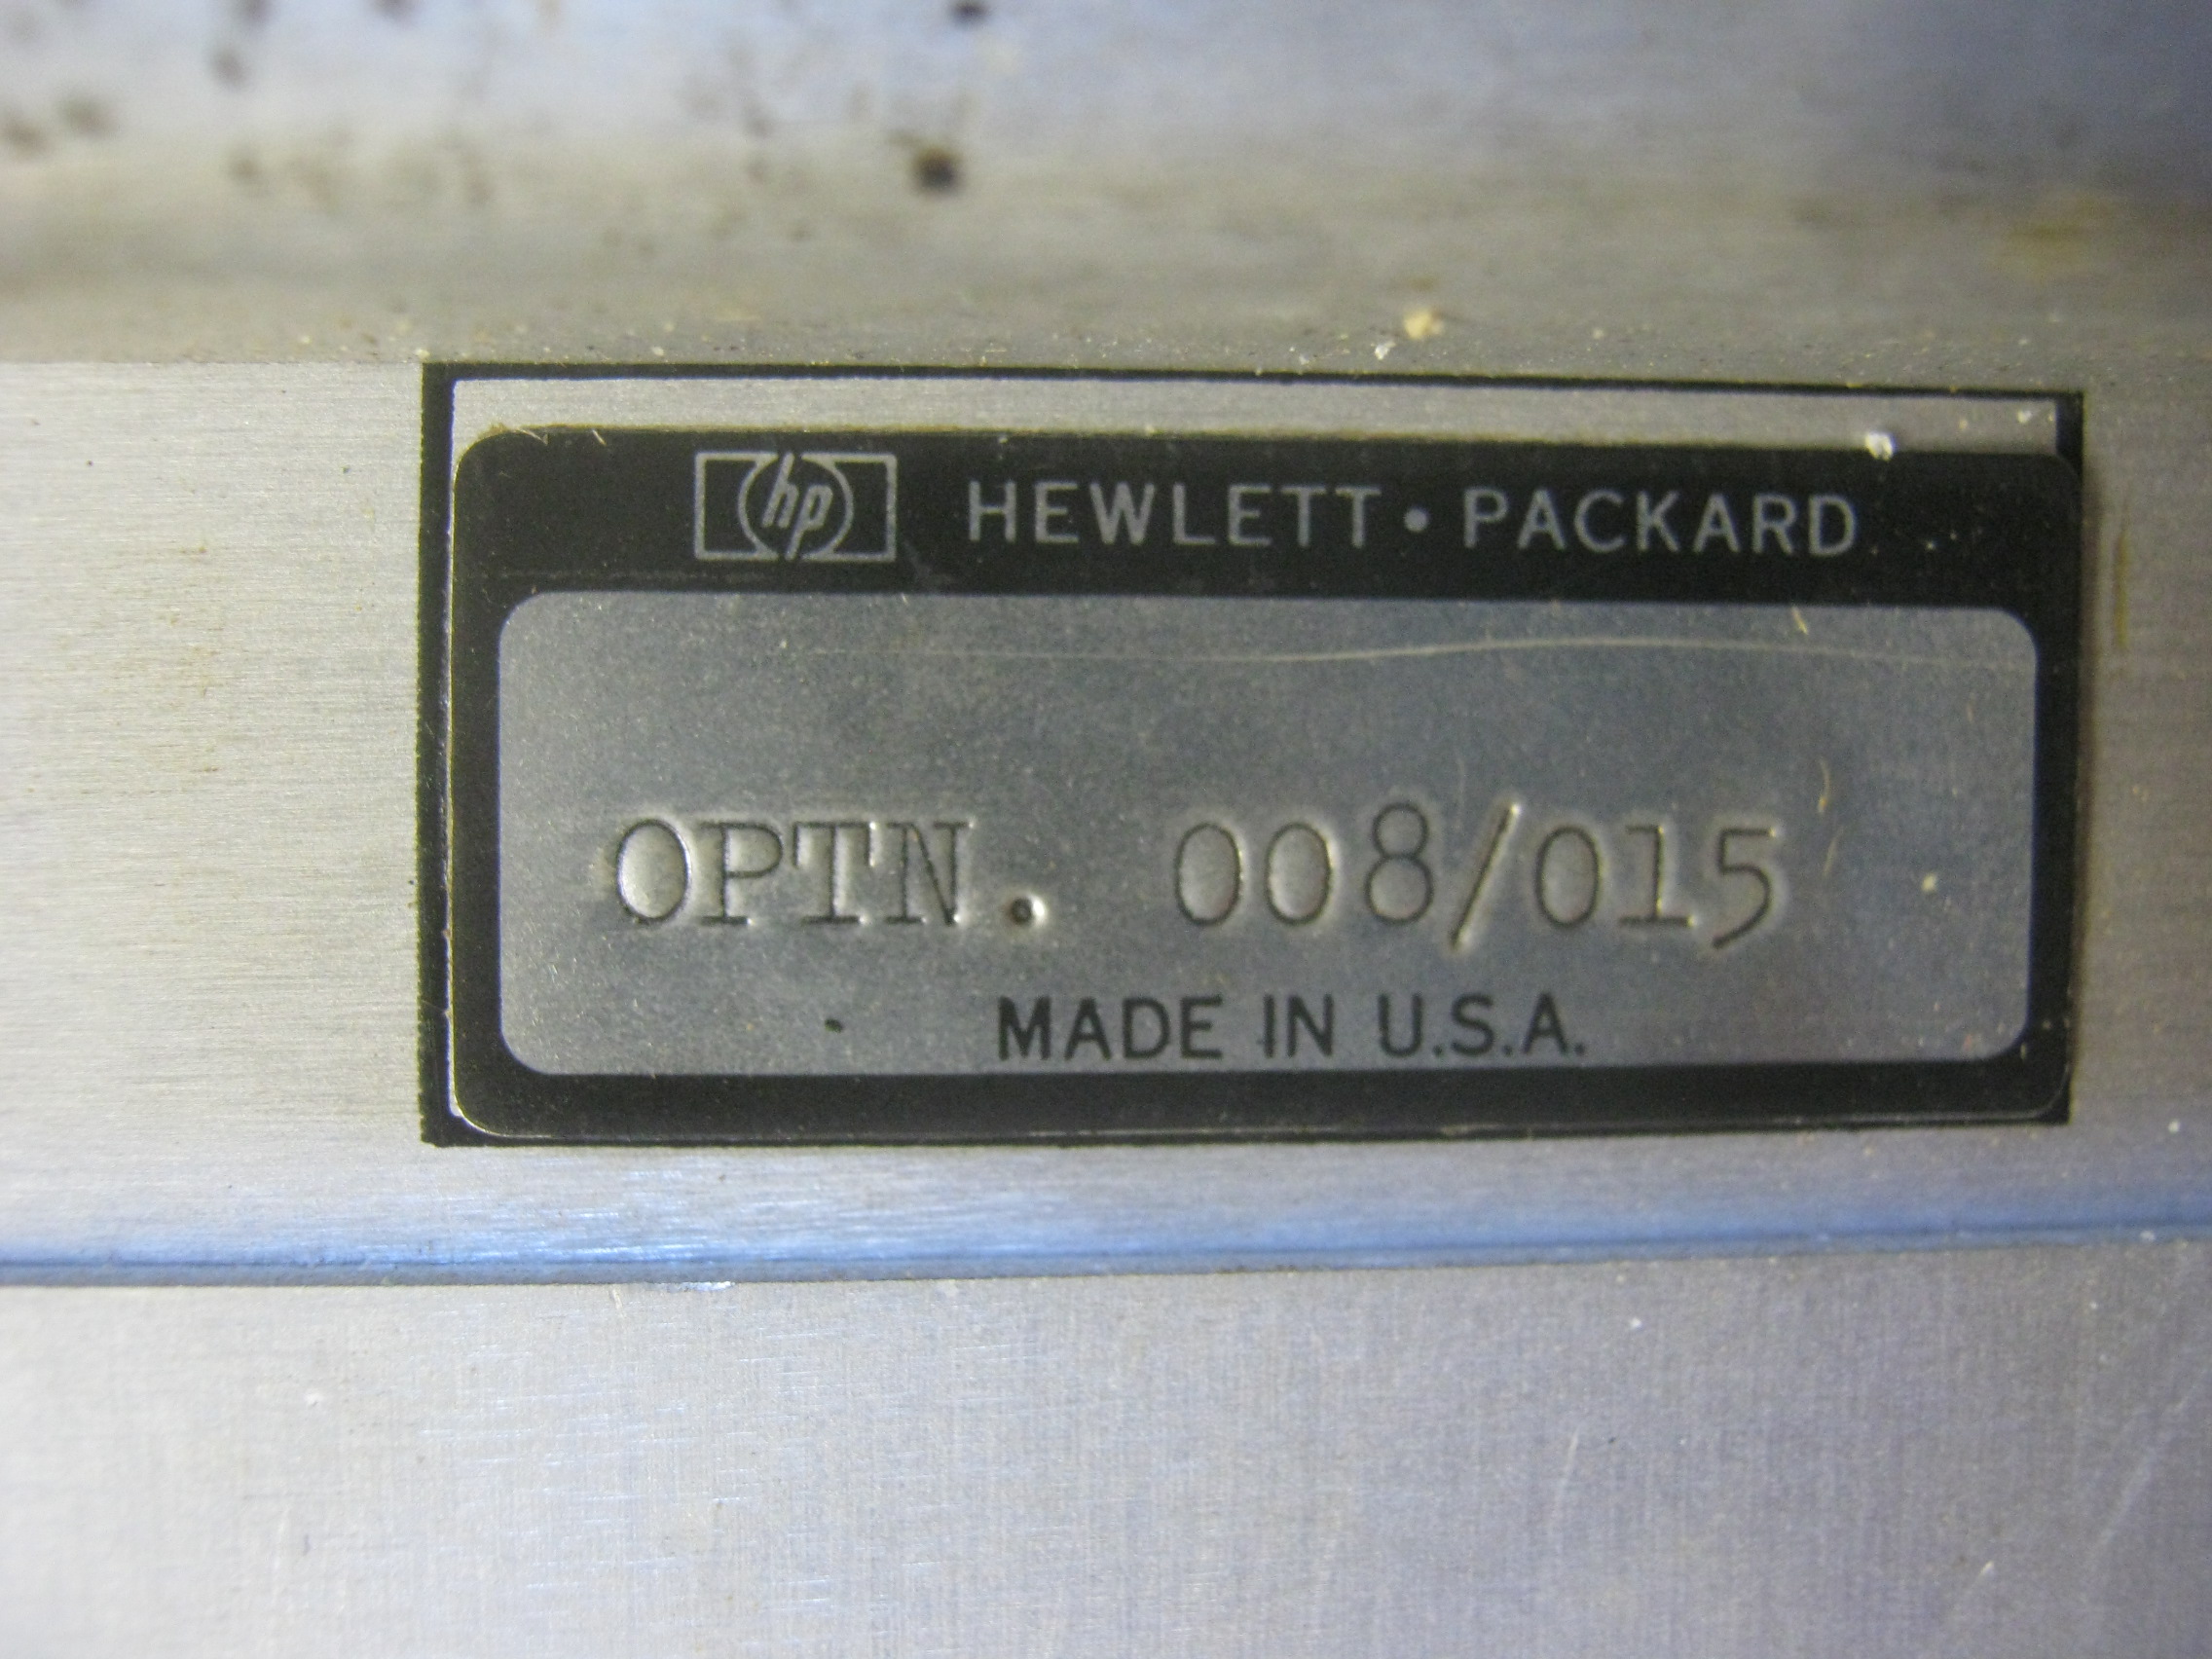 hp HEWLETT • PACKARD
OPTN. 008/015
MADE IN U.S.A.